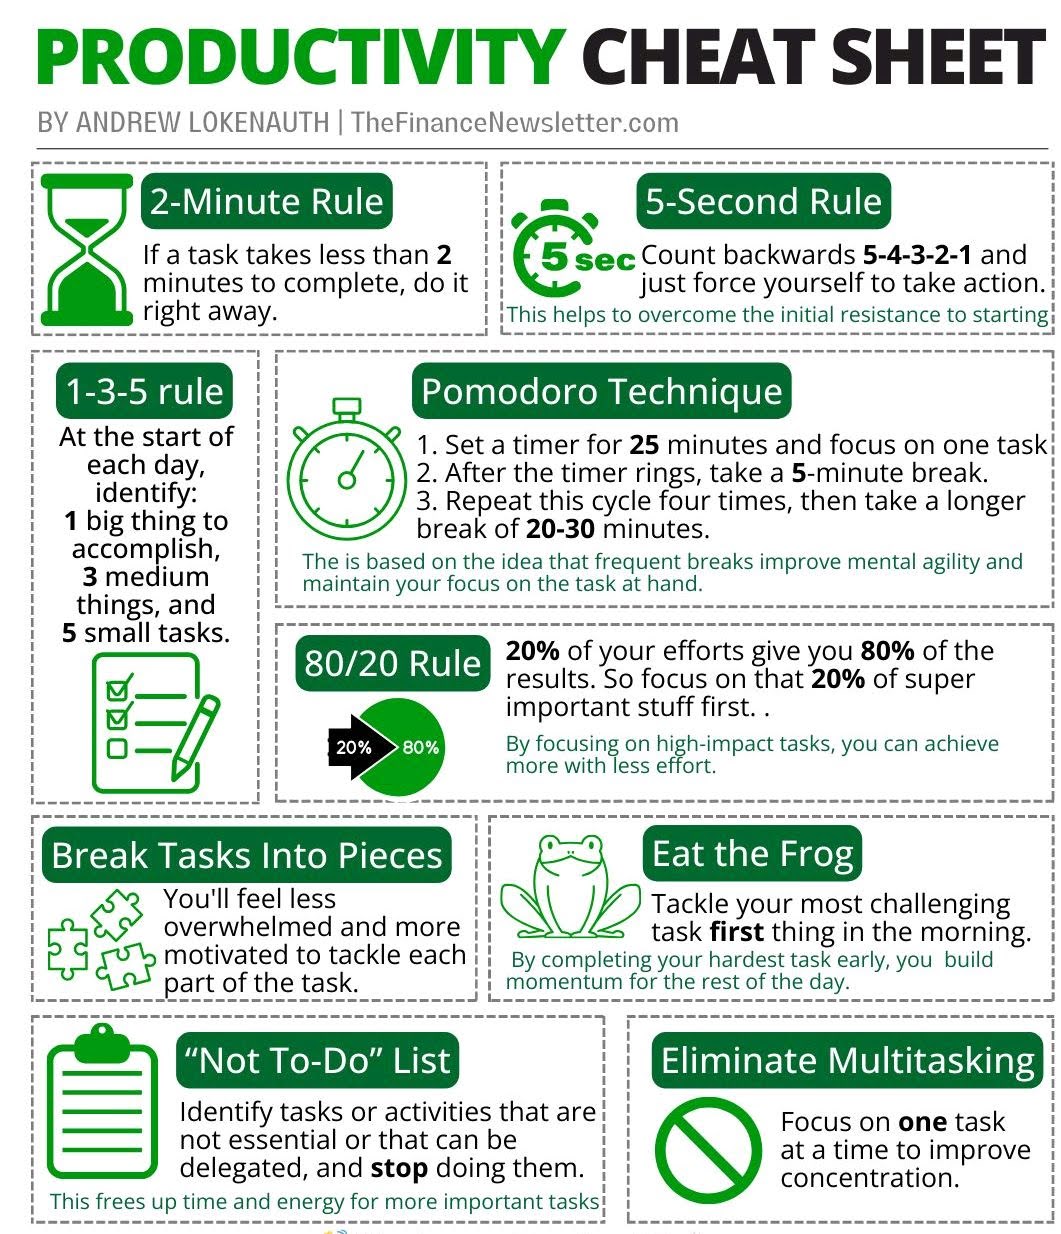 PRODUCTIVITY CHEAT SHEET
BY ANDREW LOKENAUTH | TheFinanceNewsletter.com
2-Minute Rule
If a task takes less than 2
minutes to complete, do it
right away.
5-Second Rule
5 sec
Count backwards 5-4-3-2-1 and
just force yourself to take action.
This helps to overcome the initial resistance to starting
1-3-5 rule
At the start of
each day,
identify:
1 big thing to
accomplish,
3 medium
things, and
5 small tasks.
Pomodoro Technique
1. Set a timer for 25 minutes and focus on one task
2. After the timer rings, take a 5-minute break.
3. Repeat this cycle four times, then take a longer
break of 20-30 minutes.
The is based on the idea that frequent breaks improve mental agility and
maintain your focus on the task at hand.
80/20 Rule
20% 80%
20% of your efforts give you 80% of the
results. So focus on that 20% of super
important stuff first. .
By focusing on high-impact tasks, you can achieve
more with less effort.
Break Tasks Into Pieces
You'll feel less
overwhelmed and more
motivated to tackle each
part of the task.
Eat the Frog
Tackle your most challenging
task first thing in the morning.
By completing your hardest task early, you  build
momentum for the rest of the day.
“Not To-Do” List
Identify tasks or activities that are
not essential or that can be
delegated, and stop doing them.
This frees up time and energy for more important tasks
Eliminate Multitasking
Focus on one task
at a time to improve
concentration.